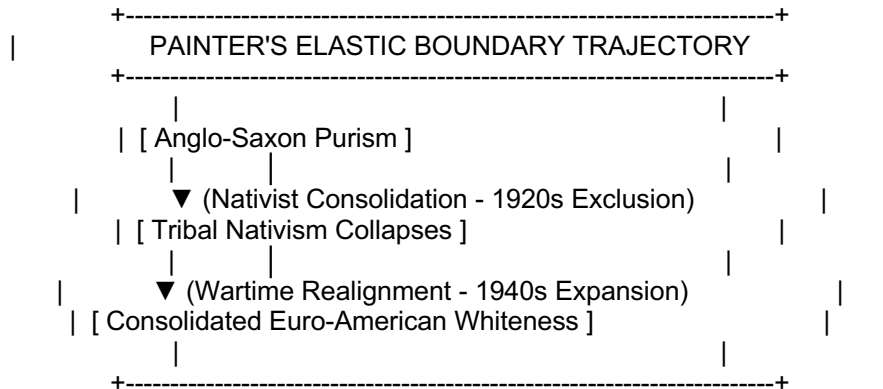 +-------------------------------------------------------------------------+
| PAINTER'S ELASTIC BOUNDARY TRAJECTORY
+-------------------------------------------------------------------------+
| |
| [ Anglo-Saxon Purism ] |
| │ |
| ▼ (Nativist Consolidation - 1920s Exclusion) |
| [ Tribal Nativism Collapses ] |
| │ |
| ▼ (Wartime Realignment - 1940s Expansion) |
| [ Consolidated Euro-American Whiteness ] |
| |
+-------------------------------------------------------------------------+